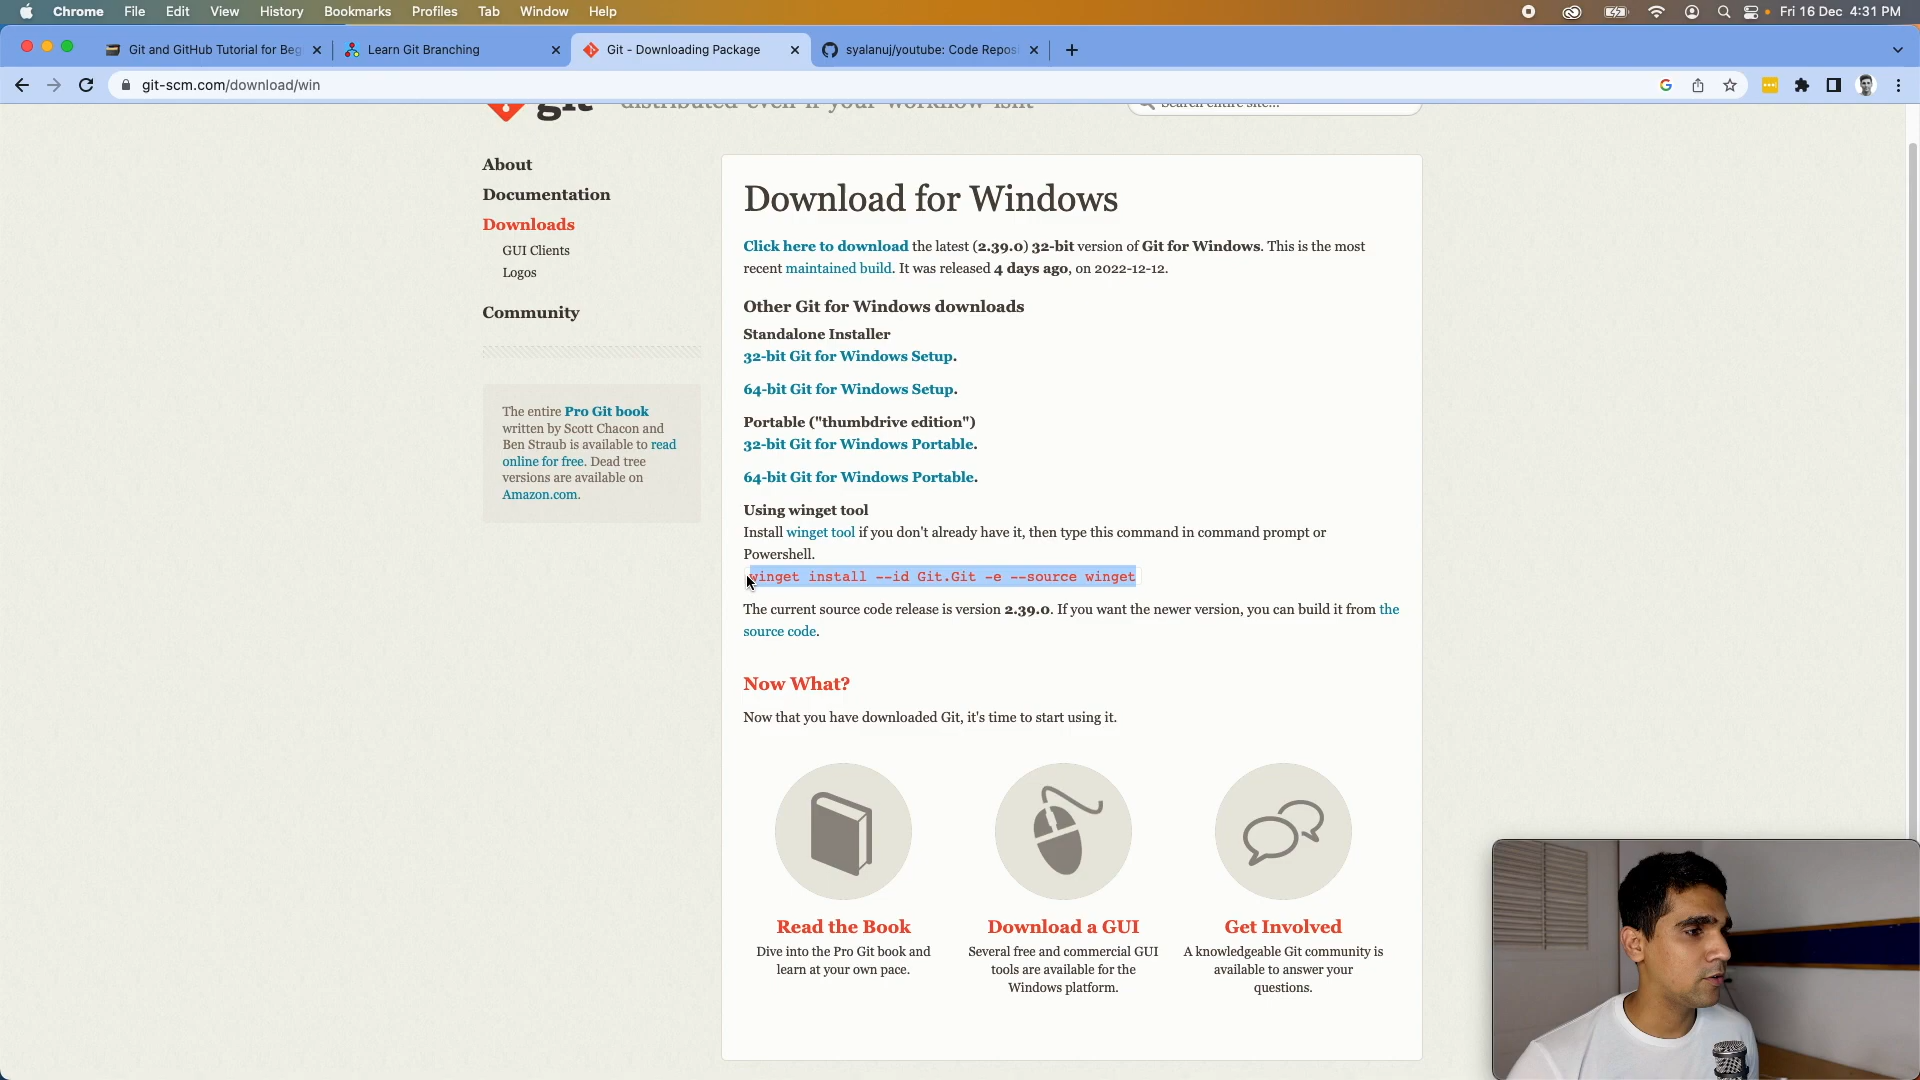 Chrome File Edit View History Bookmarks Profiles Tab Window Help Fri 16 Dec 4:31 PM
Git and GitHub Tutorial for Beg Learn Git Branching Git - Downloading Package syalanuj/youtube: Code Reposi
git-scm.com/download/win
git distributed even if your workflow isnt Search entire site...
About
Documentation
Downloads
GUI Clients
Logos
Community
The entire Pro Git book
written by Scott Chacon and
Ben Straub is available to read
online for free. Dead tree
versions are available on
Amazon.com.
Download for Windows
Click here to download the latest (2.39.0) 32-bit version of Git for Windows. This is the most
recent maintained build. It was released 4 days ago, on 2022-12-12.
Other Git for Windows downloads
Standalone Installer
32-bit Git for Windows Setup.
64-bit Git for Windows Setup.
Portable ("thumbdrive edition")
32-bit Git for Windows Portable.
64-bit Git for Windows Portable.
Using winget tool
Install winget tool if you don't already have it, then type this command in command prompt or
Powershell.
winget install --id Git.Git -e --source winget
The current source code release is version 2.39.0. If you want the newer version, you can build it from the
source code.
Now What?
Now that you have downloaded Git, it's time to start using it.
Read the Book
Dive into the Pro Git book and
learn at your own pace.
Download a GUI
Several free and commercial GUI
tools are available for the
Windows platform.
Get Involved
A knowledgeable Git community is
available to answer your
questions.